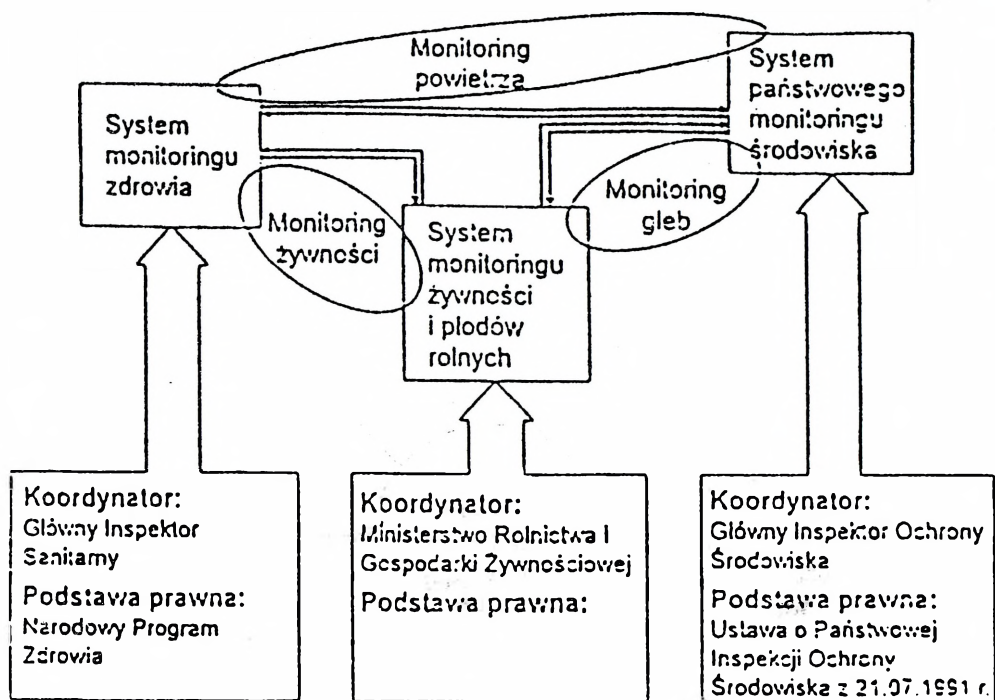 Monitoring
powietrza
System
państwowego
monitoringu
środowiska
System
monitoringu
zdrowia
Monitoring
żywności
System
monitoringu
żywności
i płodów
rolnych
Monitoring
gleb
Koordynator:
Główny Inspektor
Sanitarny
Podstawa prawna:
Narodowy Program
Zdrowia
Koordynator:
Ministerstwo Rolnictwa I
Gospodarki Żywnościowej
Podstawa prawna:
Koordynator:
Główny Inspektor Ochrony
Środowiska
Podstawa prawna:
Ustawa o Państwowej
Inspekcji Ochrony
Środowiska z 21.07.1991 r.